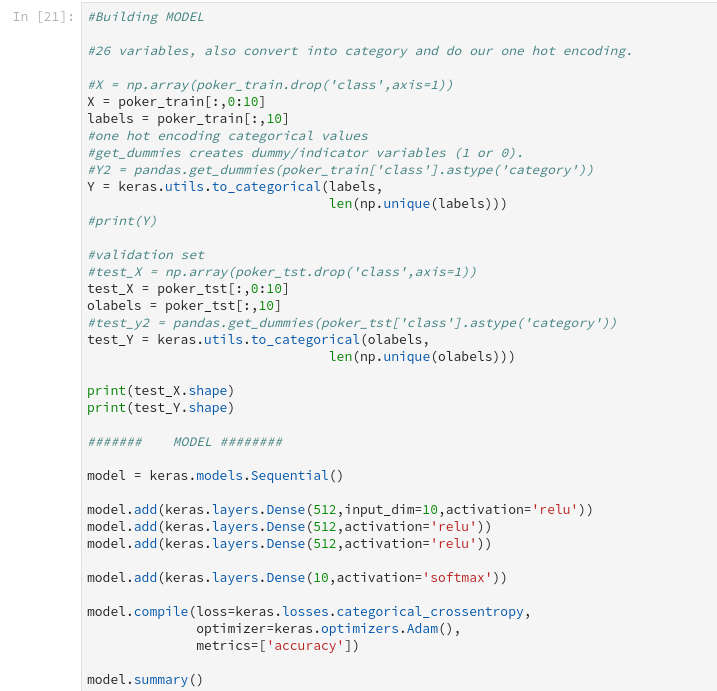 In [21]:
#Building MODEL
#26 variables, also convert into category and do our one hot encoding.
#X = np.array(poker_train.drop('class',axis=1))
X = poker_train[:,0:10]
labels = poker_train[:,10]
#one hot encoding categorical values
#get_dummies creates dummy/indicator variables (1 or 0).
#Y2 = pandas.get_dummies(poker_train['class'].astype('category'))
Y = keras.utils.to_categorical(labels,
                               len(np.unique(labels)))
#print(Y)
#validation set
#test_X = np.array(poker_tst.drop('class',axis=1))
test_X = poker_tst[:,0:10]
olabels = poker_tst[:,10]
#test_y2 = pandas.get_dummies(poker_tst['class'].astype('category'))
test_Y = keras.utils.to_categorical(olabels,
                               len(np.unique(olabels)))
print(test_X.shape)
print(test_Y.shape)
#######    MODEL ########
model = keras.models.Sequential()
model.add(keras.layers.Dense(512,input_dim=10,activation='relu'))
model.add(keras.layers.Dense(512,activation='relu'))
model.add(keras.layers.Dense(512,activation='relu'))
model.add(keras.layers.Dense(10,activation='softmax'))
model.compile(loss=keras.losses.categorical_crossentropy,
              optimizer=keras.optimizers.Adam(),
              metrics=['accuracy'])
model.summary()